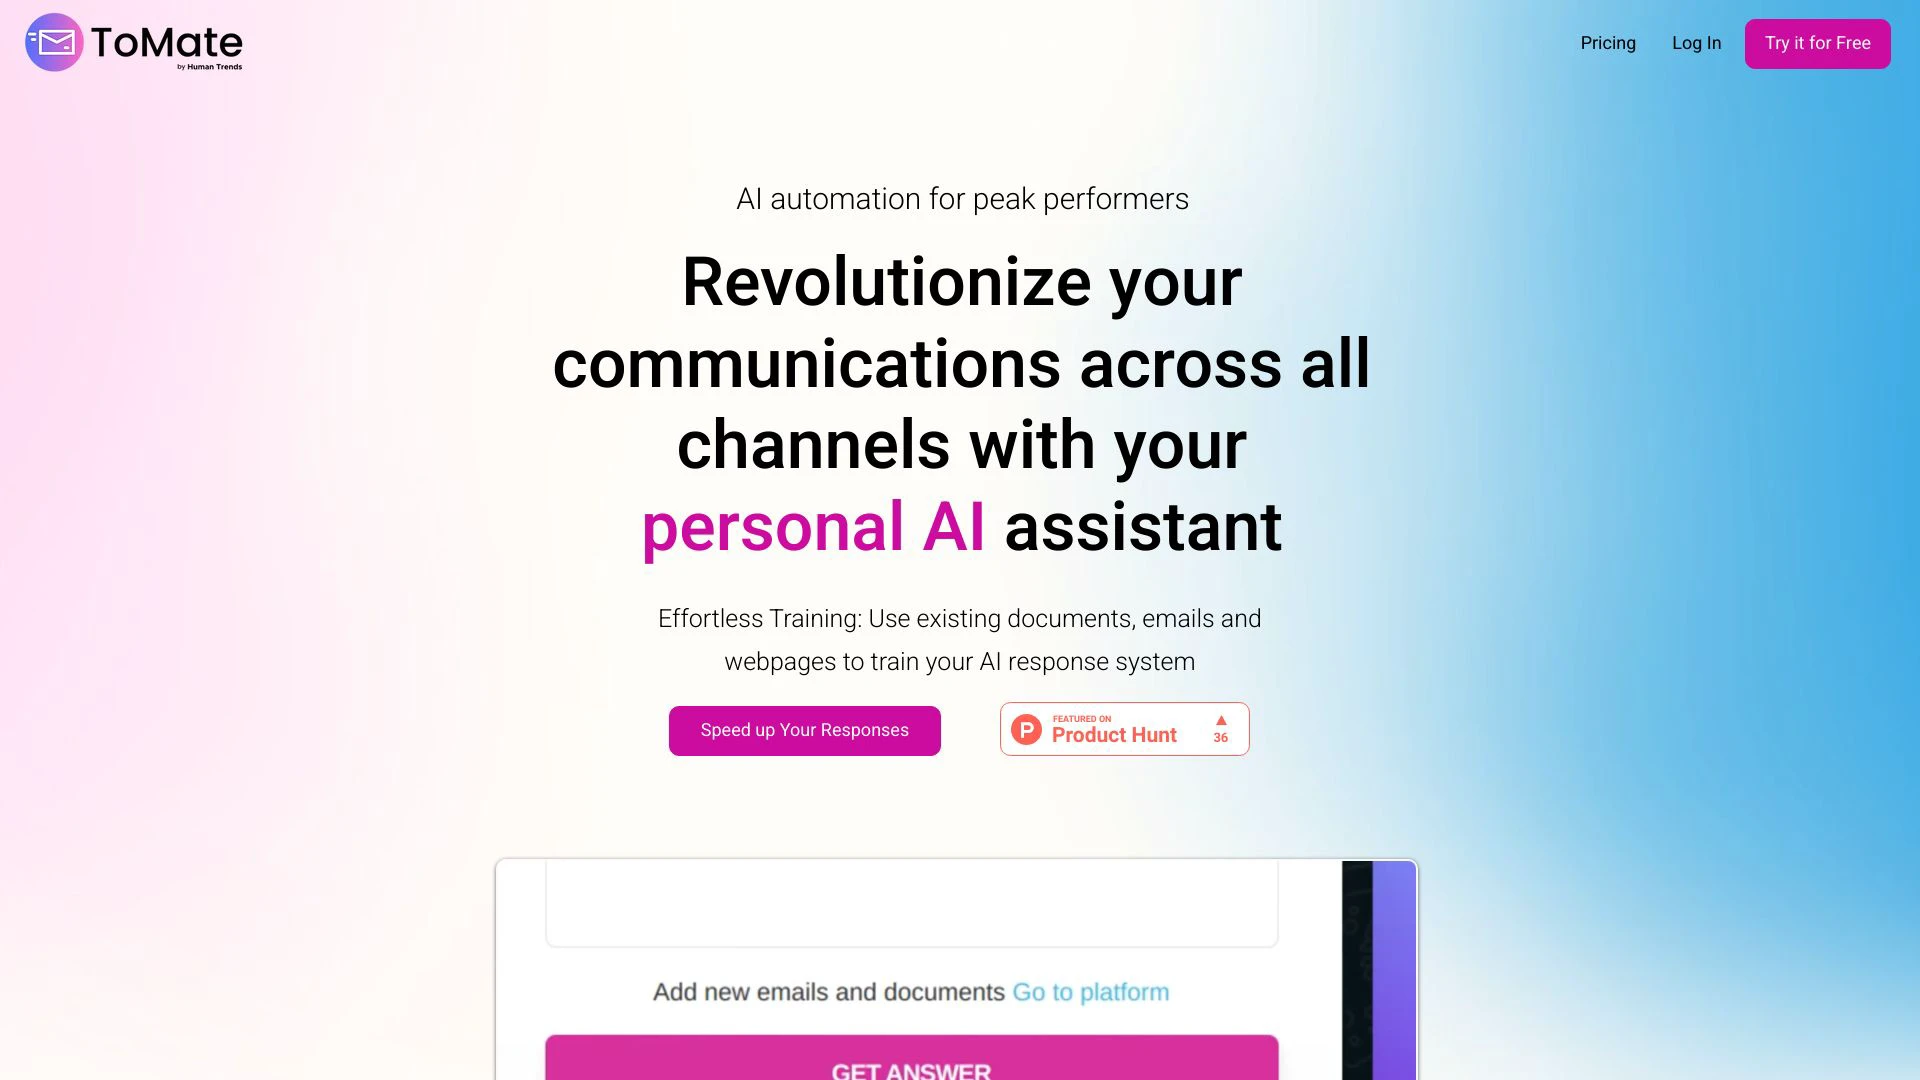 ToMate
by Human Trends
Pricing
Log In
Try it for Free
AI automation for peak performers
Revolutionize your
communications across all
channels with your
personal AI assistant
Effortless Training: Use existing documents, emails and
webpages to train your AI response system
Speed up Your Responses
P
FEATURED ON
Product Hunt
▲
36
Add new emails and documents Go to platform
GET ANSWER